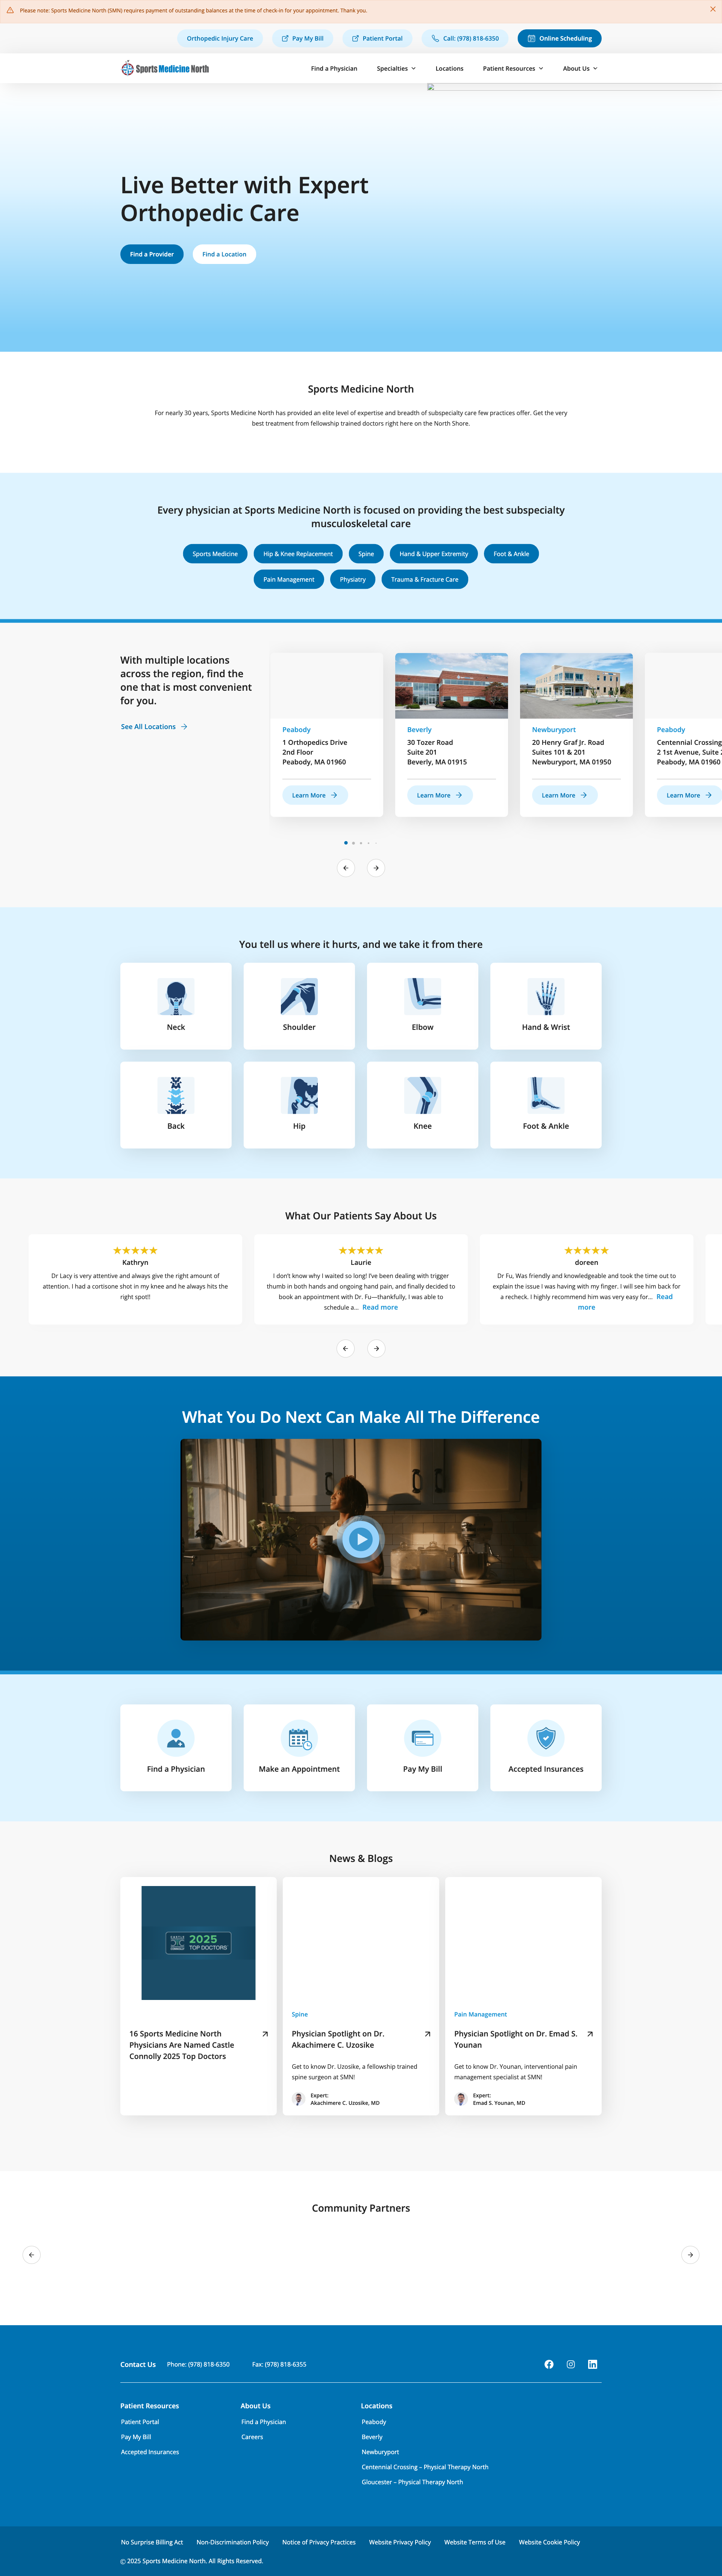 Please note: Sports Medicine North (SMN) requires payment of outstanding balances at the time of check-in for your appointment. Thank you.
Orthopedic Injury Care
Pay My Bill
Patient Portal
Call: (978) 818-6350
Online Scheduling
Sports Medicine North
Find a Physician
Specialties
Locations
Patient Resources
About Us
Live Better with Expert
Orthopedic Care
Find a Provider
Find a Location
Sports Medicine North
For nearly 30 years, Sports Medicine North has provided an elite level of expertise and breadth of subspecialty care few practices offer. Get the very
best treatment from fellowship trained doctors right here on the North Shore.
Every physician at Sports Medicine North is focused on providing the best subspecialty
musculoskeletal care
Sports Medicine
Hip & Knee Replacement
Spine
Hand & Upper Extremity
Foot & Ankle
Pain Management
Physiatry
Trauma & Fracture Care
With multiple locations
across the region, find the
one that is most convenient
for you.
See All Locations
Peabody
1 Orthopedics Drive
2nd Floor
Peabody, MA 01960
Learn More
Beverly
30 Tozer Road
Suite 201
Beverly, MA 01915
Learn More
Newburyport
20 Henry Graf Jr. Road
Suites 101 & 201
Newburyport, MA 01950
Learn More
Peabody
Centennial Crossing
2 1st Avenue, Suite
Peabody, MA 01960
Learn More
You tell us where it hurts, and we take it from there
Neck
Shoulder
Elbow
Hand & Wrist
Back
Hip
Knee
Foot & Ankle
What Our Patients Say About Us
Kathryn
Dr Lacy is very attentive and always give the right amount of
attention. I had a cortisone shot in my knee and he always hits the
right spot!!
Laurie
I don't know why I waited so long! I've been dealing with trigger
thumb in both hands again, and to long, and finally decided to
book an appointment with Dr. Fu—thankfully, I was able to
schedule a... Read more
doreen
Dr Fu, Was friendly and knowledgeable and took the time out to
explain the issue I was having with my finger. I will see him back for
a recheck. I highly recommend him was very easy for... Read
more
What You Do Next Can Make All The Difference
Find a Physician
Make an Appointment
Pay My Bill
Accepted Insurances
News & Blogs
2025
TOP DOCTORS
16 Sports Medicine North
Physicians Are Named Castle
Connolly 2025 Top Doctors
Spine
Physician Spotlight on Dr.
Akachimere C. Uzosike
Get to know Dr. Uzosike, a fellowship trained
spine surgeon at SMN!
Expert:
Akachimere C. Uzosike, MD
Pain Management
Physician Spotlight on Dr. Emad S.
Younan
Get to know Dr. Younan, interventional pain
management specialist at SMN!
Expert:
Emad S. Younan, MD
Community Partners
Contact Us
Phone: (978) 818-6350
Fax: (978) 818-6355
Patient Resources
Patient Portal
Pay My Bill
Accepted Insurances
About Us
Find a Physician
Careers
Locations
Peabody
Beverly
Newburyport
Centennial Crossing – Physical Therapy North
Gloucester – Physical Therapy North
No Surprise Billing Act
Non-Discrimination Policy
Notice of Privacy Practices
Website Privacy Policy
Website Terms of Use
Website Cookie Policy
© 2025 Sports Medicine North. All Rights Reserved.